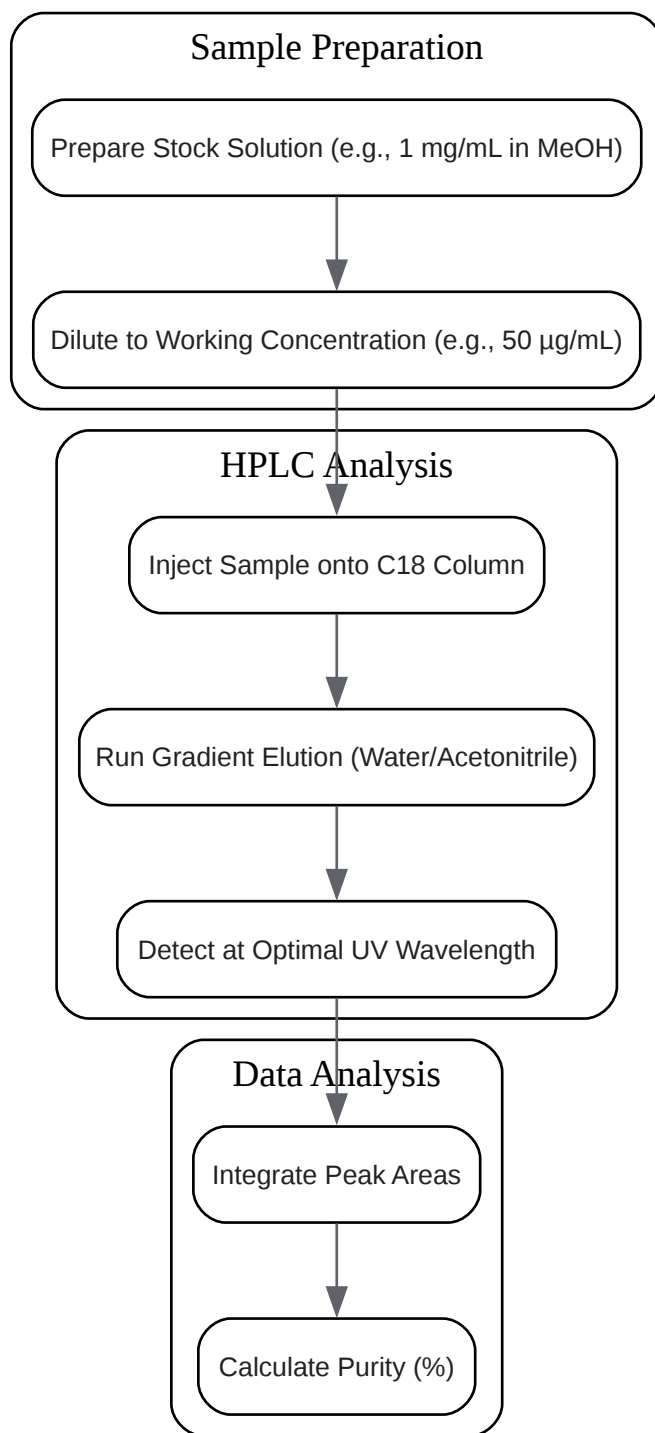 Sample Preparation
Prepare Stock Solution (e.g., 1 mg/mL in MeOH)
Dilute to Working Concentration (e.g., 50 µg/mL)
HPLC Analysis
Inject Sample onto C18 Column
Run Gradient Elution (Water/Acetonitrile)
Detect at Optimal UV Wavelength
Data Analysis
Integrate Peak Areas
Calculate Purity (%)